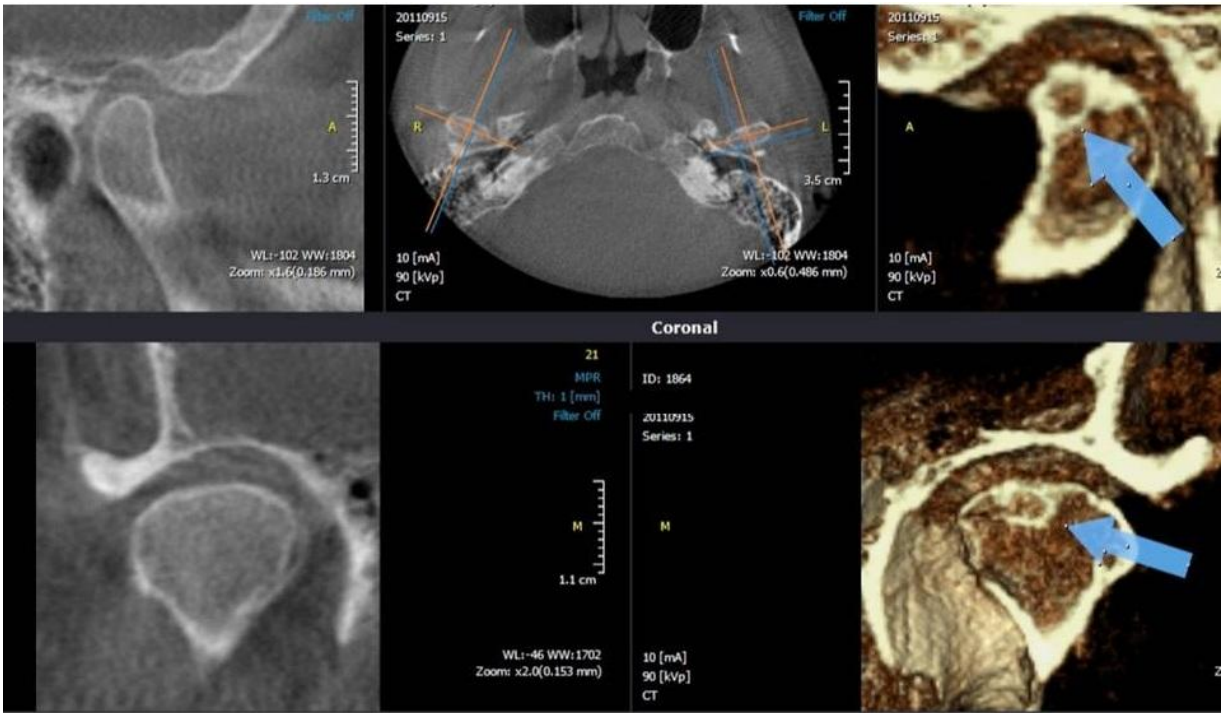 Filter Off
A
1.3 cm
WL:-102 WW:1804
Zoom: x1.6(0.186 mm)
20110915
Series: 1
Filter Off
R
L
3.5 cm
10 [mA]
90 [kVp]
CT
WL:-102 WW:1804
Zoom: x0.6(0.486 mm)
20110915
Series: 1
A
10 [mA]
90 [kVp]
CT
2
Coronal
21
MPR
TH: 1 [mm]
Filter Off
M
1.1 cm
WL:-46 WW:1702
Zoom: x2.0(0.153 mm)
ID: 1864
20110915
Series: 1
M
10 [mA]
90 [kVp]
CT
Z